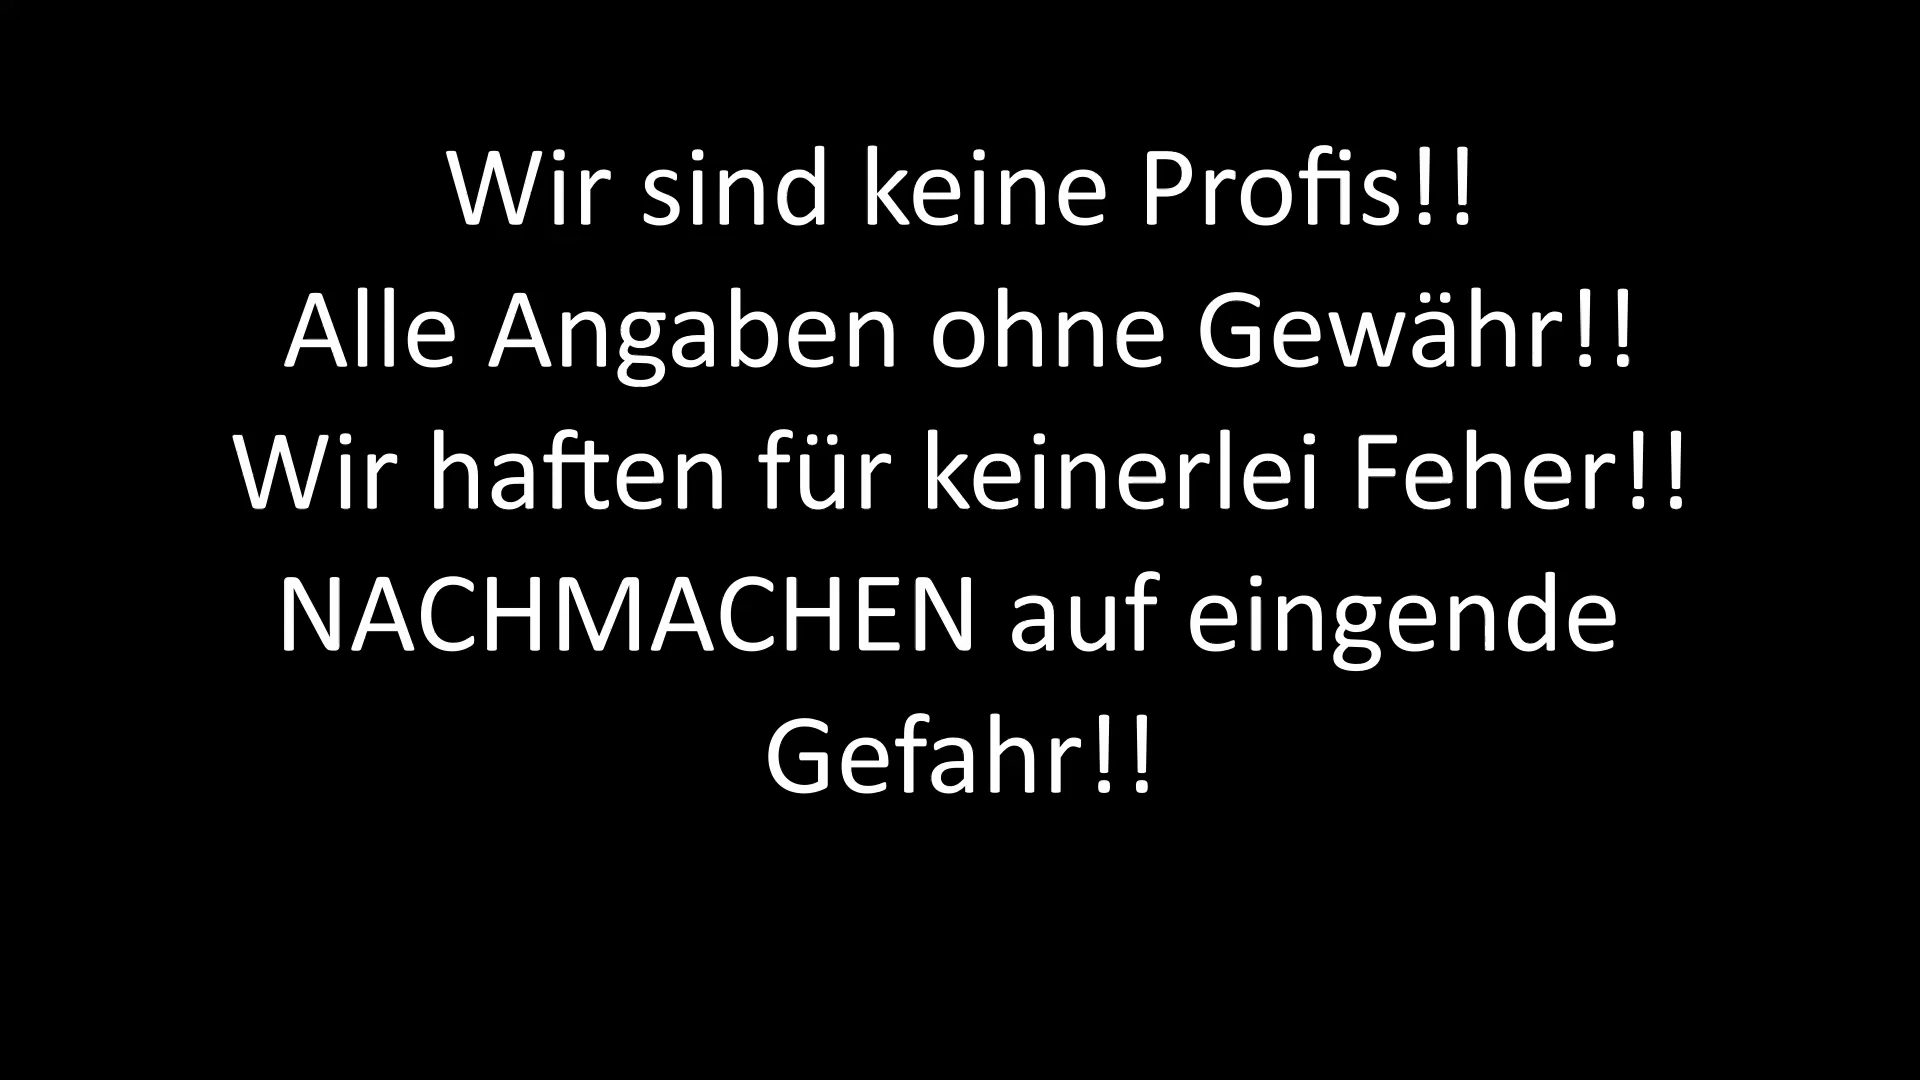 Wir sind keine Profis!!
Alle Angaben ohne Gewähr!!
Wir haften für keinerlei Feher!!
NACHMACHEN auf eingende
Gefahr!!